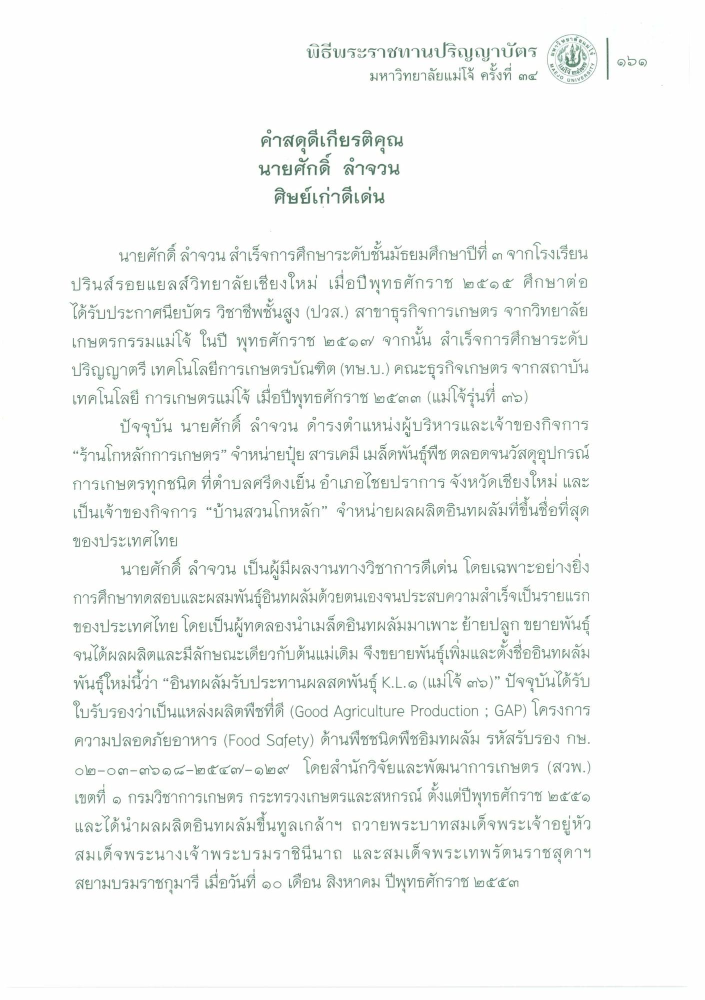 พิธีพระราชทานปริญญาบัตร
มหาวิทยาลัยแม่โจ้ ครั้งที่ ๓๔
มหาวิทยาลัยแม่โจ้
แม่โจ้ ๒๔๗๗
MAEJO UNIVERSITY
๑๖๑
คำสดุดีเกียรติคุณ
นายศักดิ์ ลำจวน
ศิษย์เก่าดีเด่น
นายศักดิ์ ลำจวน สำเร็จการศึกษาระดับชั้นมัธยมศึกษาปีที่ ๓ จากโรงเรียน
ปรินส์รอยแยลส์วิทยาลัยเชียงใหม่ เมื่อปีพุทธศักราช ๒๕๑๕ ศึกษาต่อ
ได้รับประกาศนียบัตร วิชาชีพชั้นสูง (ปวส.) สาขาธุรกิจการเกษตร จากวิทยาลัย
เกษตรกรรมแม่โจ้ ในปี พุทธศักราช ๒๕๑๗ จากนั้น สำเร็จการศึกษาระดับ
ปริญญาตรี เทคโนโลยีการเกษตรบัณฑิต (ทษ.บ.) คณะธุรกิจเกษตร จากสถาบัน
เทคโนโลยี การเกษตรแม่โจ้ เมื่อปีพุทธศักราช ๒๕๓๓ (แม่โจ้รุ่นที่ ๓๖)
ปัจจุบัน นายศักดิ์ ลำจวน ดำรงตำแหน่งผู้บริหารและเจ้าของกิจการ
“ร้านโกหลักการเกษตร” จำหน่ายปุ๋ย สารเคมี เมล็ดพันธุ์พืช ตลอดจนวัสดุอุปกรณ์
การเกษตรทุกชนิด ที่ตำบลศรีดงเย็น อำเภอไชยปราการ จังหวัดเชียงใหม่ และ
เป็นเจ้าของกิจการ “บ้านสวนโกหลัก” จำหน่ายผลผลิตอินทผลัมที่ขึ้นชื่อที่สุด
ของประเทศไทย
นายศักดิ์ ลำจวน เป็นผู้มีผลงานทางวิชาการดีเด่น โดยเฉพาะอย่างยิ่ง
การศึกษาทดสอบและผสมพันธุ์อินทผลัมด้วยตนเองจนประสบความสำเร็จเป็นรายแรก
ของประเทศไทย โดยเป็นผู้ทดลองนำเมล็ดอินทผลัมมาเพาะ ย้ายปลูก ขยายพันธุ์
จนได้ผลผลิตและมีลักษณะเดียวกับต้นแม่เดิม จึงขยายพันธุ์เพิ่มและตั้งชื่ออินทผลัม
พันธุ์ใหม่นี้ว่า “อินทผลัมรับประทานผลสดพันธุ์ K.L.๑ (แม่โจ้ ๓๖)” ปัจจุบันได้รับ
ใบรับรองว่าเป็นแหล่งผลิตพืชที่ดี (Good Agriculture Production ; GAP) โครงการ
ความปลอดภัยอาหาร (Food Safety) ด้านพืชชนิดพืชอิมทผลัม รหัสรับรอง กษ.
๐๒-๐๓-๓๖๑๘-๒๕๔๗-๑๒๙ โดยสำนักวิจัยและพัฒนาการเกษตร (สวพ.)
เขตที่ ๑ กรมวิชาการเกษตร กระทรวงเกษตรและสหกรณ์ ตั้งแต่ปีพุทธศักราช ๒๕๕๑
และได้นำผลผลิตอินทผลัมขึ้นทูลเกล้าฯ ถวายพระบาทสมเด็จพระเจ้าอยู่หัว
สมเด็จพระนางเจ้าพระบรมราชินีนาถ และสมเด็จพระเทพรัตนราชสุดาฯ
สยามบรมราชกุมารี เมื่อวันที่ ๑๐ เดือน สิงหาคม ปีพุทธศักราช ๒๕๕๓